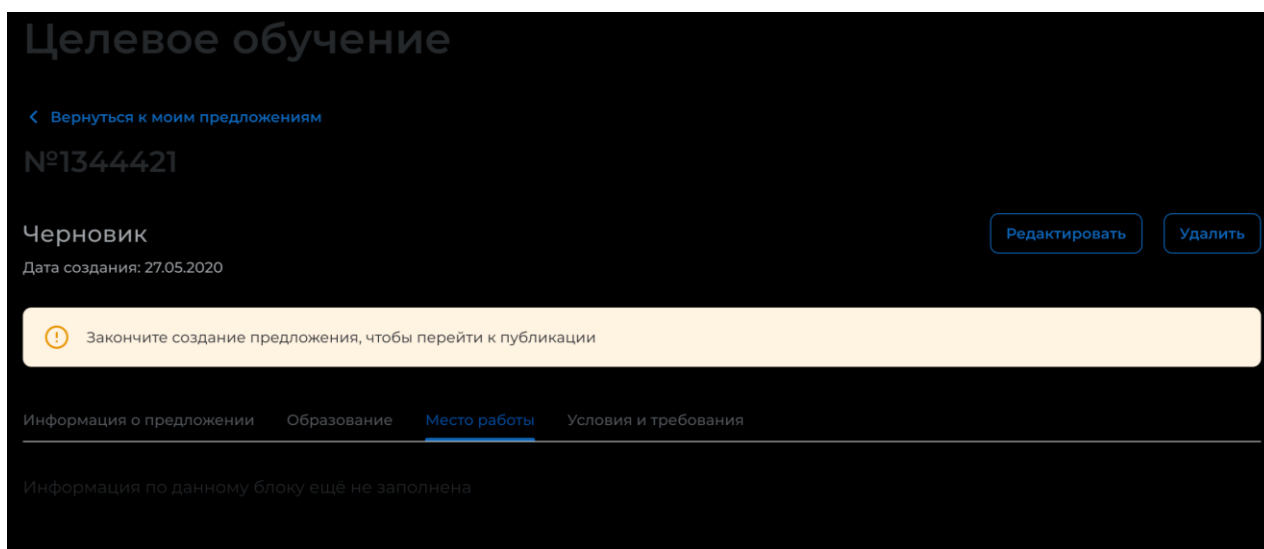 Целевое обучение
Вернуться к моим предложениям
№1344421
Черновик
Редактировать Удалить
Дата создания: 27.05.2020
Закончите создание предложения, чтобы перейти к публикации
Информация о предложении Образование Место работы Условия и требования
Информация по данному блоку ещё не заполнена